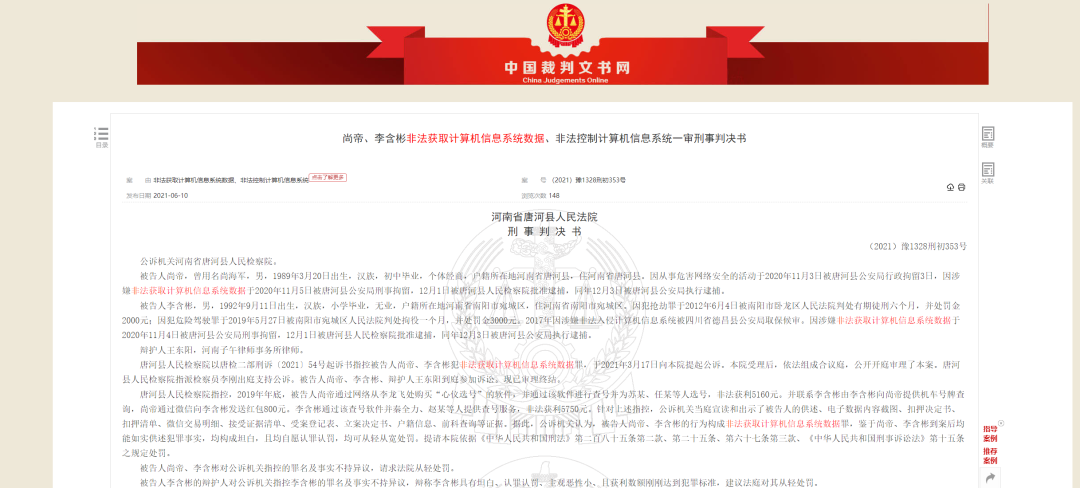 中国裁判文书网
China Judgements Online
目录
尚帝、李含彬非法获取计算机信息系统数据、非法控制计算机信息系统一审刑事判决书
概要
关联
案 由 非法获取计算机信息系统数据、非法控制计算机信息系统 点击了解更多
案 号 （2021）豫1328刑初353号
发布日期 2021-06-10
浏览次数 148
河南省唐河县人民法院
刑 事 判 决 书
（2021）豫1328刑初353号
公诉机关河南省唐河县人民检察院。
被告人尚帝，曾用名尚海军，男，1989年3月20日出生，汉族，初中毕业，个体经商，户籍所在地河南省唐河县，住河南省唐河县。因从事危害网络安全的活动于2020年11月3日被唐河县公安局行政拘留3日，因涉
嫌非法获取计算机信息系统数据于2020年11月5日被唐河县公安局刑事拘留，12月1日被唐河县人民检察院批准逮捕，同年12月3日被唐河县公安局执行逮捕。
被告人李含彬，男，1992年9月11日出生，汉族，小学毕业，无业，户籍所在地河南省南阳市宛城区，住河南省南阳市宛城区。因犯抢劫罪于2012年6月4日被南阳市卧龙区人民法院判处有期徒刑六个月，并处罚金
2000元；因犯危险驾驶罪于2019年5月27日被南阳市宛城区人民法院判处拘役一个月，并处罚金3000元。2017年因涉嫌非法入侵计算机信息系统被四川省德昌县公安局取保候审。因涉嫌非法获取计算机信息系统数据于
2020年11月4日被唐河县公安局刑事拘留，12月1日被唐河县人民检察院批准逮捕，同年12月3日被唐河县公安局执行逮捕。
辩护人王东阳，河南子午律师事务所律师。
唐河县人民检察院以唐检二部刑诉（2021）54号起诉书指控被告人尚帝、李含彬犯非法获取计算机信息系统数据罪，于2021年3月17日向本院提起公诉。本院受理后，依法组成合议庭，公开开庭审理了本案。唐河
县人民检察院指派检察员李刚出庭支持公诉。被告人尚帝、李含彬、辩护人王东阳到庭参加诉讼。现已审理终结。
唐河县人民检察院指控，2019年年底，被告人尚帝通过网络从李龙飞处购买“心仪选号”的软件，并通过该软件进行查号并为苏某、任某等人选号，非法获利5160元。并联系李含彬由李含彬向尚帝提供机车号牌查
询，尚帝通过微信向李含彬发送红包800元。李含彬通过该查号软件并秦全力、赵某等人提供查号服务，非法获利5750元。针对上述指控，公诉机关当庭宣读和出示了被告人的供述、电子数据内容截图、扣押决定书、
扣押清单、微信交易明细、接受证据清单、受案登记表、立案决定书、户籍信息、前科查询等证据。据此，公诉机关认为，被告人尚帝、李含彬的行为构成非法获取计算机信息系统数据罪，鉴于尚帝、李含彬到案后均
能如实供述犯罪事实，均构成坦白，且均自愿认罪认罚，均可从轻从宽处罚。提请本院依据《中华人民共和国刑法》第二百八十五条第二款、第二十五条、第六十七条第三款、《中华人民共和国刑事诉讼法》第十五条
之规定处罚。
被告人尚帝、李含彬对公诉机关指控的罪名及事实不持异议，请求法院从轻处罚。
被告人李含彬的辩护人对公诉机关指控李含彬的罪名及事实不持异议，辩称李含彬具有坦白、认罪认罚、主观恶性小、且获利数额刚刚达到犯罪标准，建议法庭对其从轻处罚。
指导
案例
推荐
案例